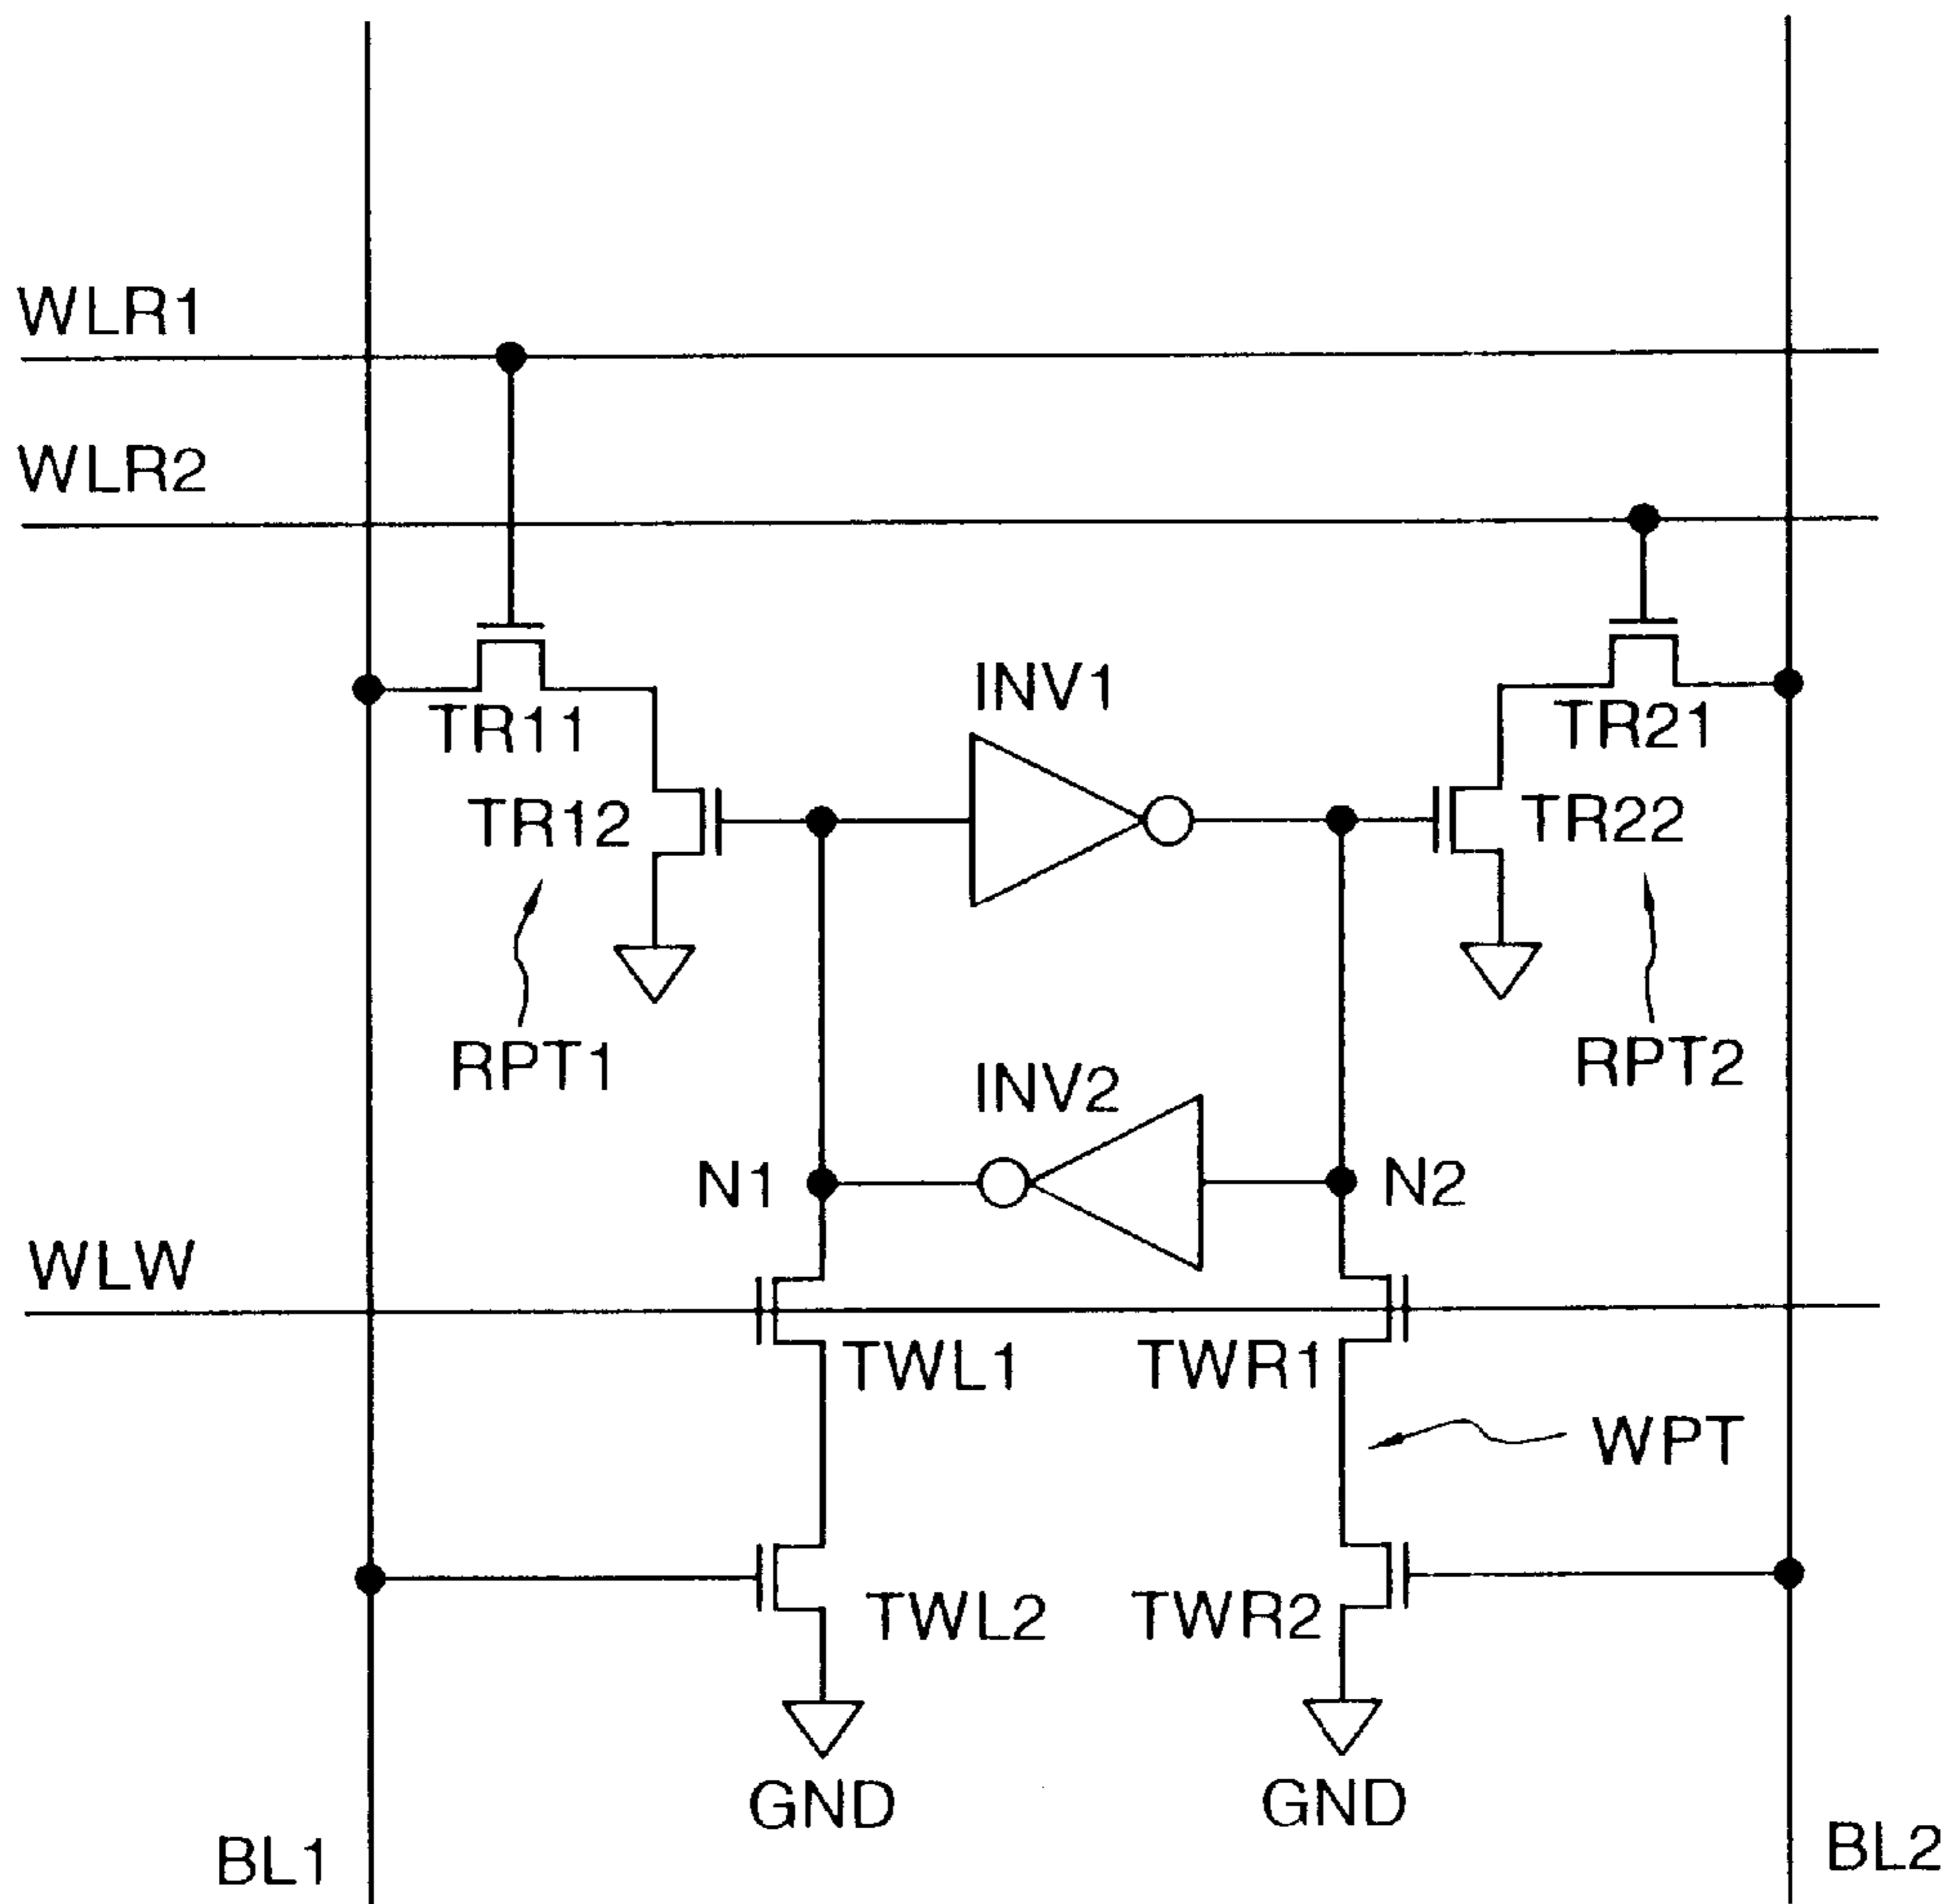 WLR1
WLR2
INV1
TR11
TR21
TR12
TR22
RPT1
RPT2
INV2
N1
N2
WLW
TWL1
TWR1
WPT
TWL2
TWR2
GND
GND
BL1
BL2